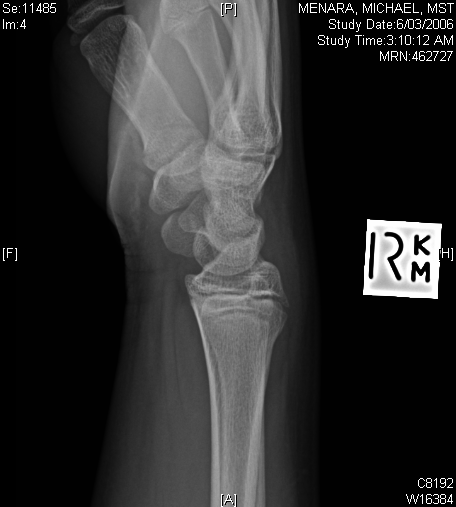 Se:11485
Im:4
[P]
MENARA, MICHAEL, MST
Study Date:6/03/2006
Study Time:3:10:12 AM
MRN:462727
[F]
R K M
[H]
[A]
C8192
W16384